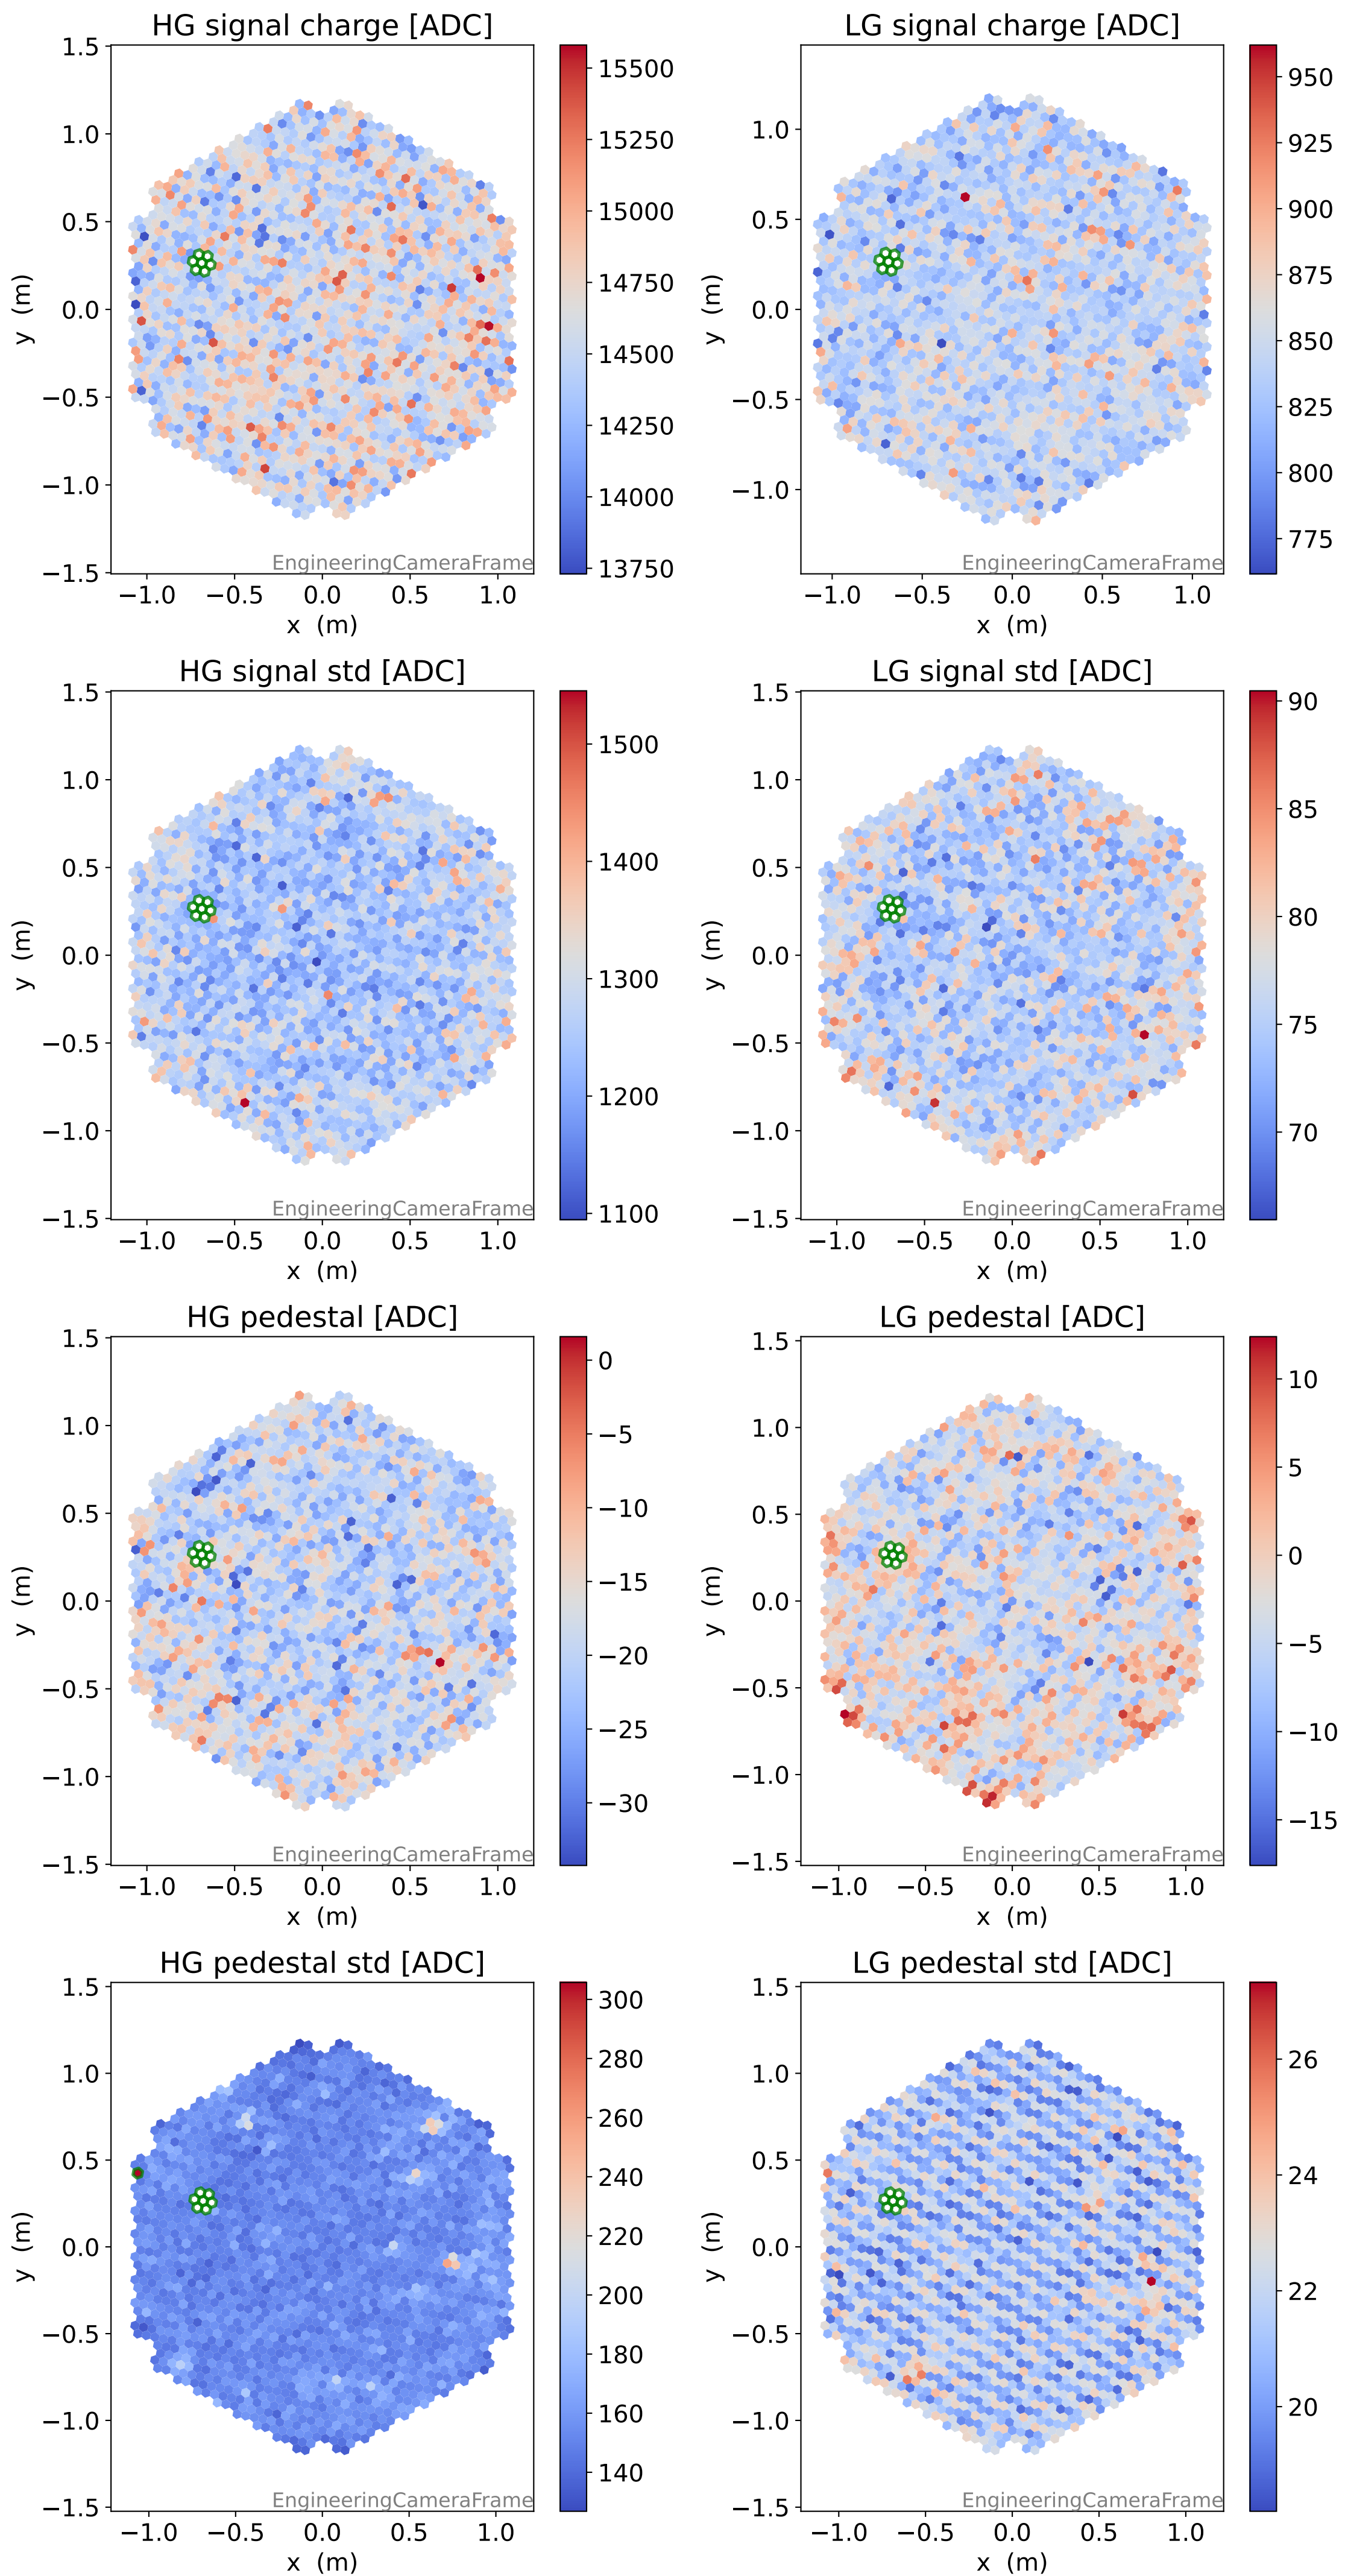 HG signal charge [ADC]
LG signal charge [ADC]
1.5
1.0
0.5
0.0
−0.5
−1.0
−1.5
y (m)
−1.0 −0.5 0.0 0.5 1.0
x (m)
EngineeringCameraFrame
15500
15250
15000
14750
14500
14250
14000
13750
1.0
0.5
0.0
−0.5
−1.0
y (m)
−1.0 −0.5 0.0 0.5 1.0
x (m)
EngineeringCameraFrame
950
925
900
875
850
825
800
775
HG signal std [ADC]
LG signal std [ADC]
1.5
1.0
0.5
0.0
−0.5
−1.0
−1.5
y (m)
−1.0 −0.5 0.0 0.5 1.0
x (m)
EngineeringCameraFrame
1500
1400
1300
1200
1100
1.5
1.0
0.5
0.0
−0.5
−1.0
−1.5
y (m)
−1.0 −0.5 0.0 0.5 1.0
x (m)
EngineeringCameraFrame
90
85
80
75
70
HG pedestal [ADC]
LG pedestal [ADC]
1.5
1.0
0.5
0.0
−0.5
−1.0
−1.5
y (m)
−1.0 −0.5 0.0 0.5 1.0
x (m)
EngineeringCameraFrame
0
−5
−10
−15
−20
−25
−30
1.5
1.0
0.5
0.0
−0.5
−1.0
−1.5
y (m)
−1.0 −0.5 0.0 0.5 1.0
x (m)
EngineeringCameraFrame
10
5
0
−5
−10
−15
HG pedestal std [ADC]
LG pedestal std [ADC]
1.5
1.0
0.5
0.0
−0.5
−1.0
−1.5
y (m)
−1.0 −0.5 0.0 0.5 1.0
x (m)
EngineeringCameraFrame
300
280
260
240
220
200
180
160
140
1.5
1.0
0.5
0.0
−0.5
−1.0
−1.5
y (m)
−1.0 −0.5 0.0 0.5 1.0
x (m)
EngineeringCameraFrame
26
24
22
20